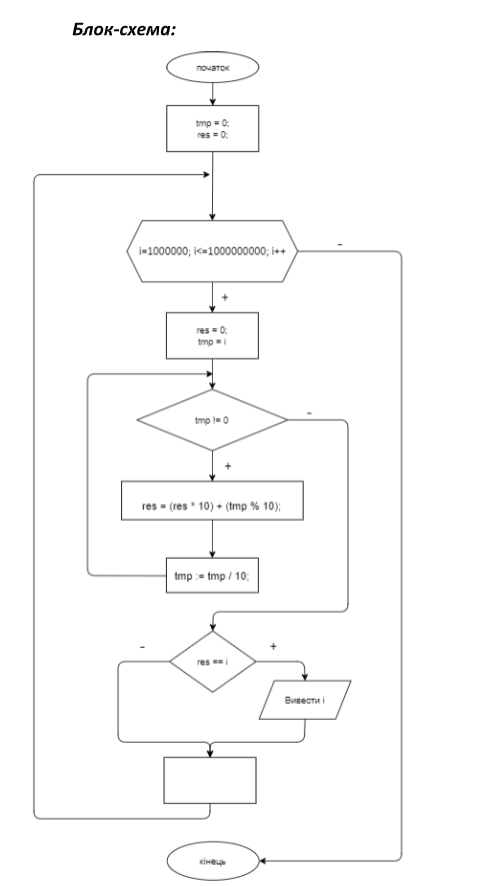 Блок-схема:
початок
tmp = 0;
res = 0;
i=1000000; i<=1000000000; i++
-
+
res = 0;
tmp = i
tmp != 0
-
+
res = (res * 10) + (tmp % 10);
tmp := tmp / 10;
-
+
res == i
Вивести i
кінець